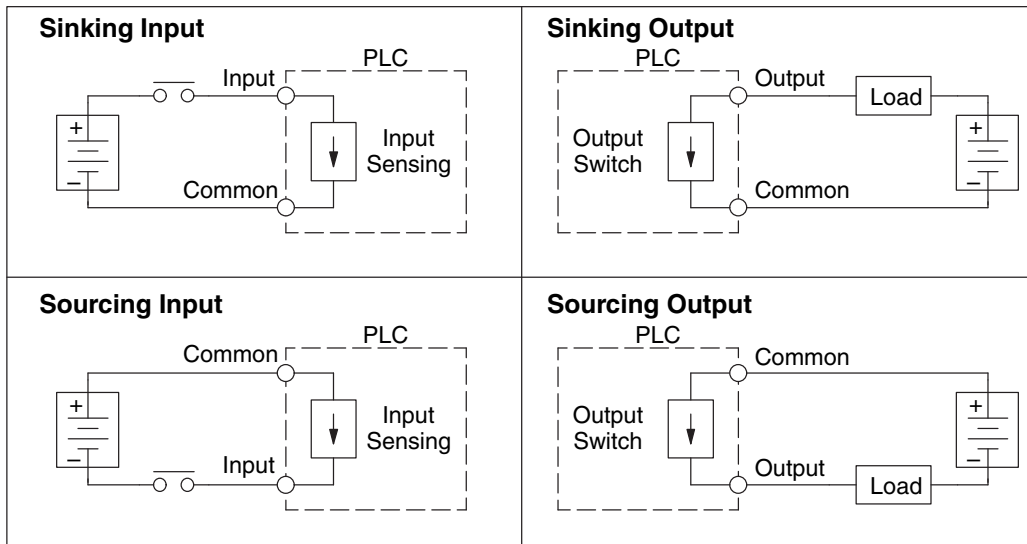 Sinking Input
PLC
Input
+
Input
Sensing
–
Common
Sinking Output
PLC
Output
Load
+
Output
Switch
–
Common
Sourcing Input
PLC
Common
+
Input
Sensing
–
Input
Sourcing Output
PLC
Common
+
Output
Switch
–
Output
Load